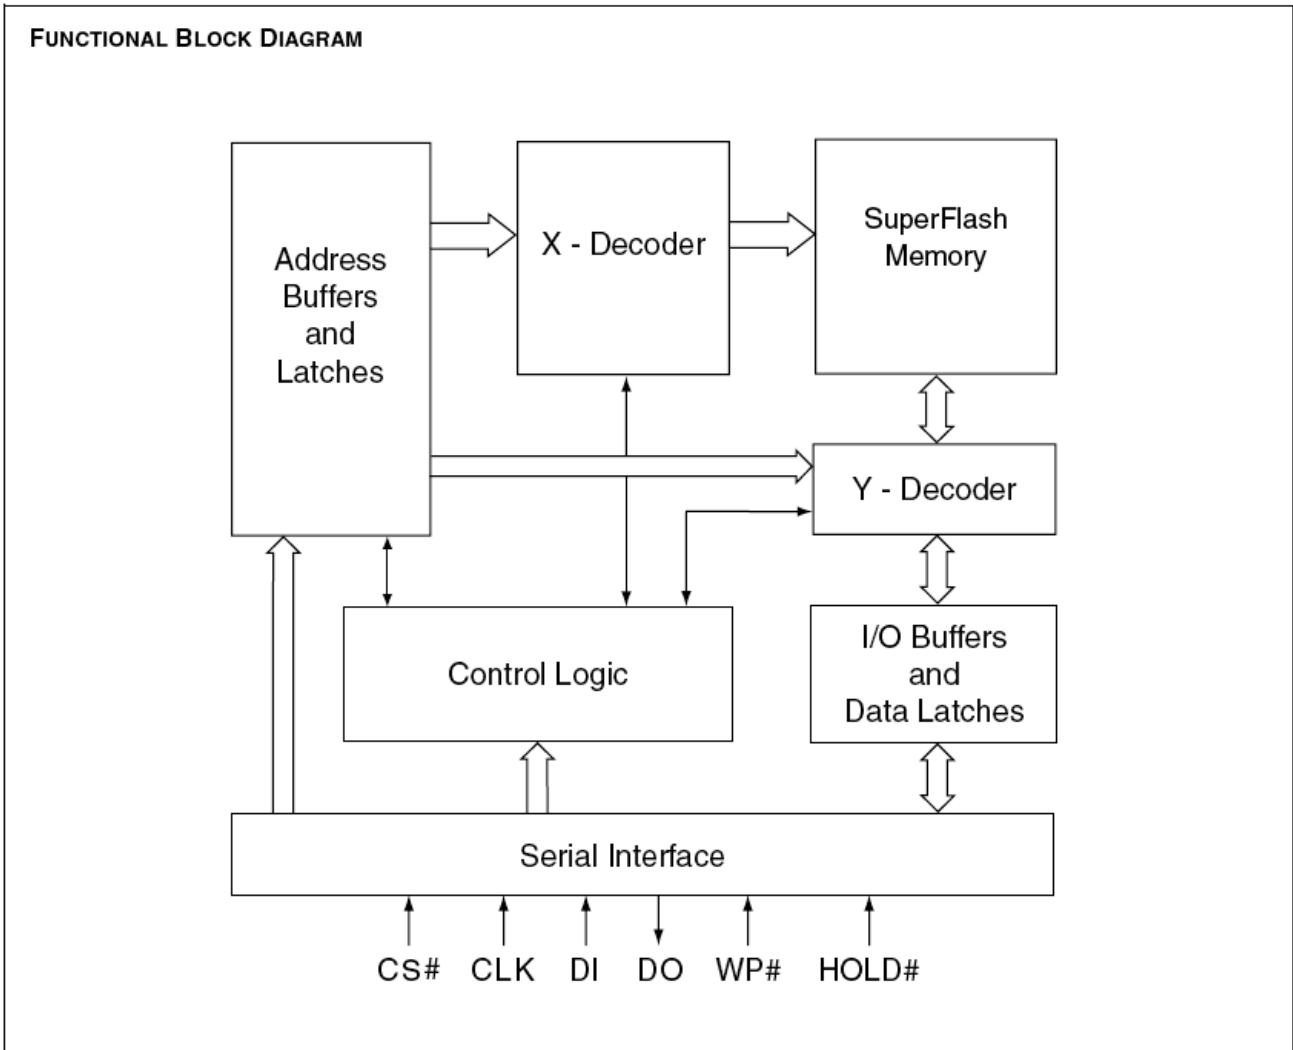 FUNCTIONAL BLOCK DIAGRAM
Address
Buffers
and
Latches
X - Decoder
SuperFlash
Memory
Y - Decoder
Control Logic
I/O Buffers
and
Data Latches
Serial Interface
CS# CLK DI DO WP# HOLD#